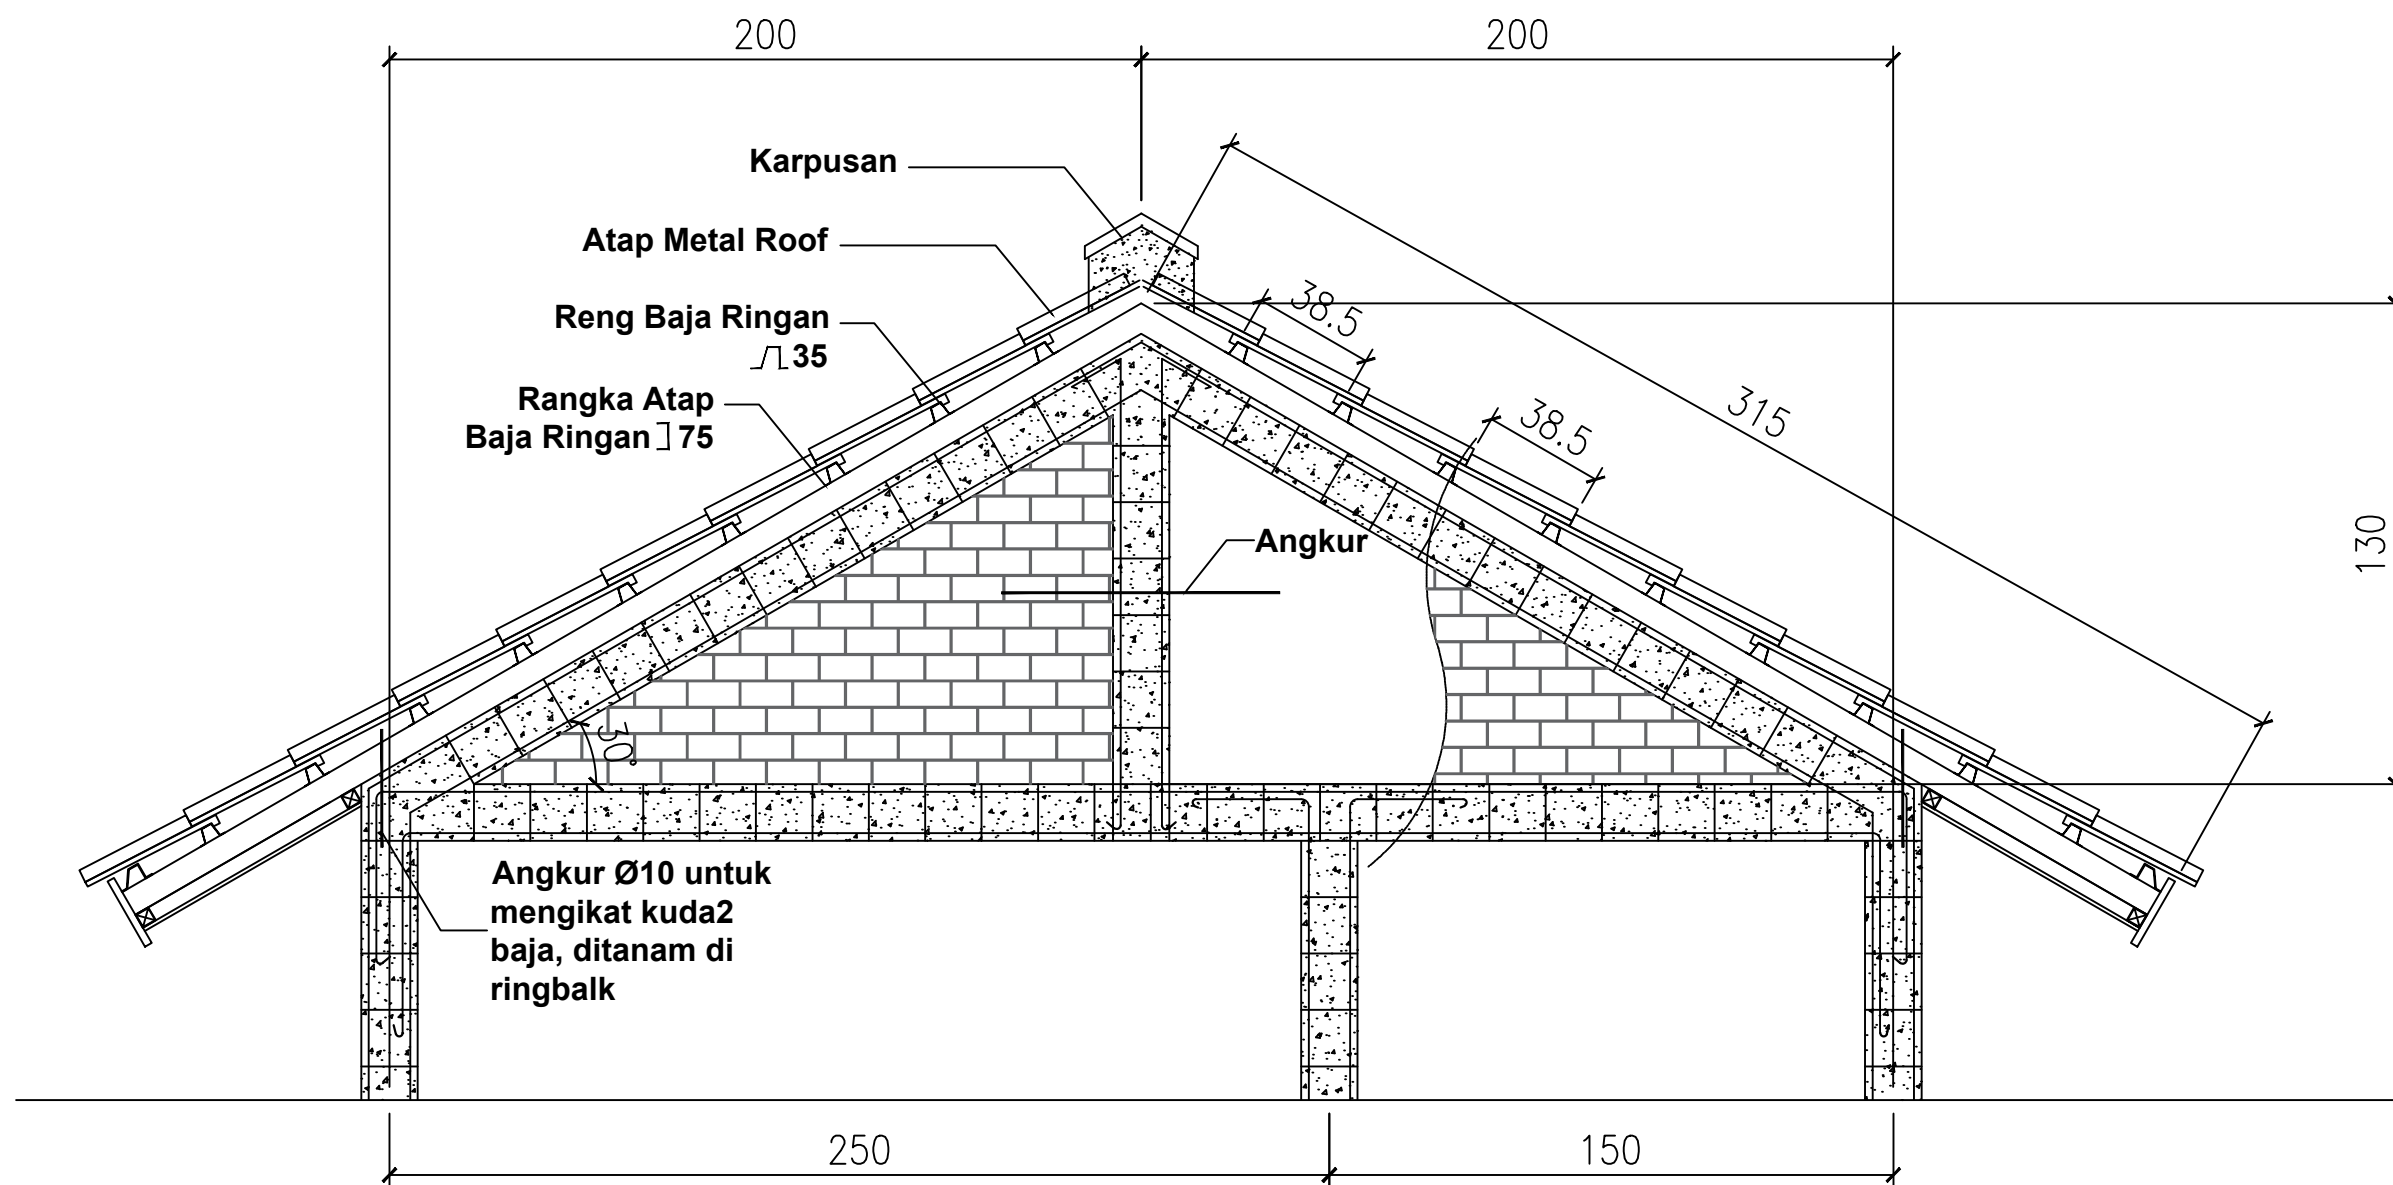 200
200
Karpusan
Atap Metal Roof
38.5
Reng Baja Ringan
35
Rangka Atap
Baja Ringan 75
315
38.5
130
Angkur
30°
Angkur Ø10 untuk
mengikat kuda2
baja, ditanam di
ringbalk
250
150